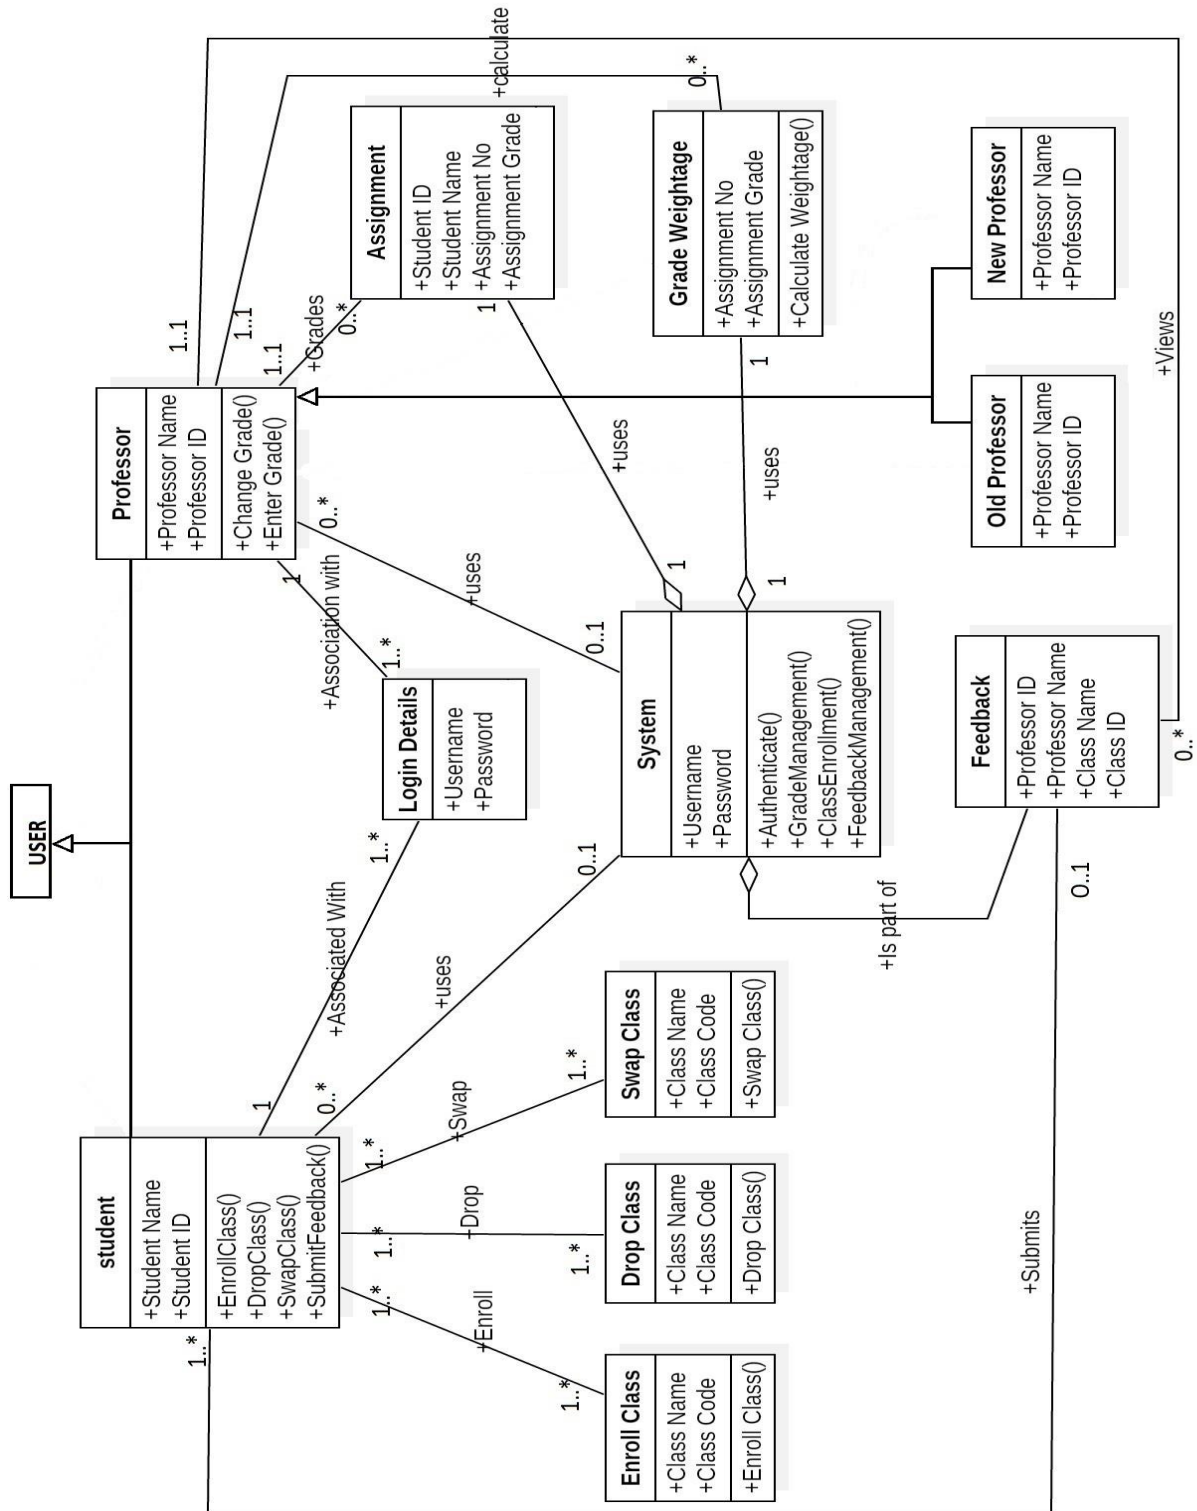 USER
student
+Student Name
+Student ID
+EnrollClass()
+DropClass()
+SwapClass()
+SubmitFeedback()
Professor
+Professor Name
+Professor ID
+Change Grade()
+Enter Grade()
1..*
1
0..*
1..*
1..*
1..*
+Associated With
1..*
+Association with
1
1..*
0..*
1..1
1..1
1..1
+Grades
0..*
+calculate
0..*
Login Details
+Username
+Password
Assignment
+Student ID
+Student Name
+Assignment No
+Assignment Grade
1
+uses
+uses
+uses
+uses
+Enroll
+Drop
+Swap
1..*
1..*
1..*
0..1
0..1
1
1
1
Enroll Class
+Class Name
+Class Code
+Enroll Class()
Drop Class
+Class Name
+Class Code
+Drop Class()
Swap Class
+Class Name
+Class Code
+Swap Class()
System
+Username
+Password
+Authenticate()
+GradeManagement()
+ClassEnrollment()
+FeedbackManagement()
Grade Weightage
+Assignment No
+Assignment Grade
+Calculate Weightage()
+Is part of
Feedback
+Professor ID
+Professor Name
+Class Name
+Class ID
Old Professor
+Professor Name
+Professor ID
New Professor
+Professor Name
+Professor ID
+Submits
0..1
0..*
+Views